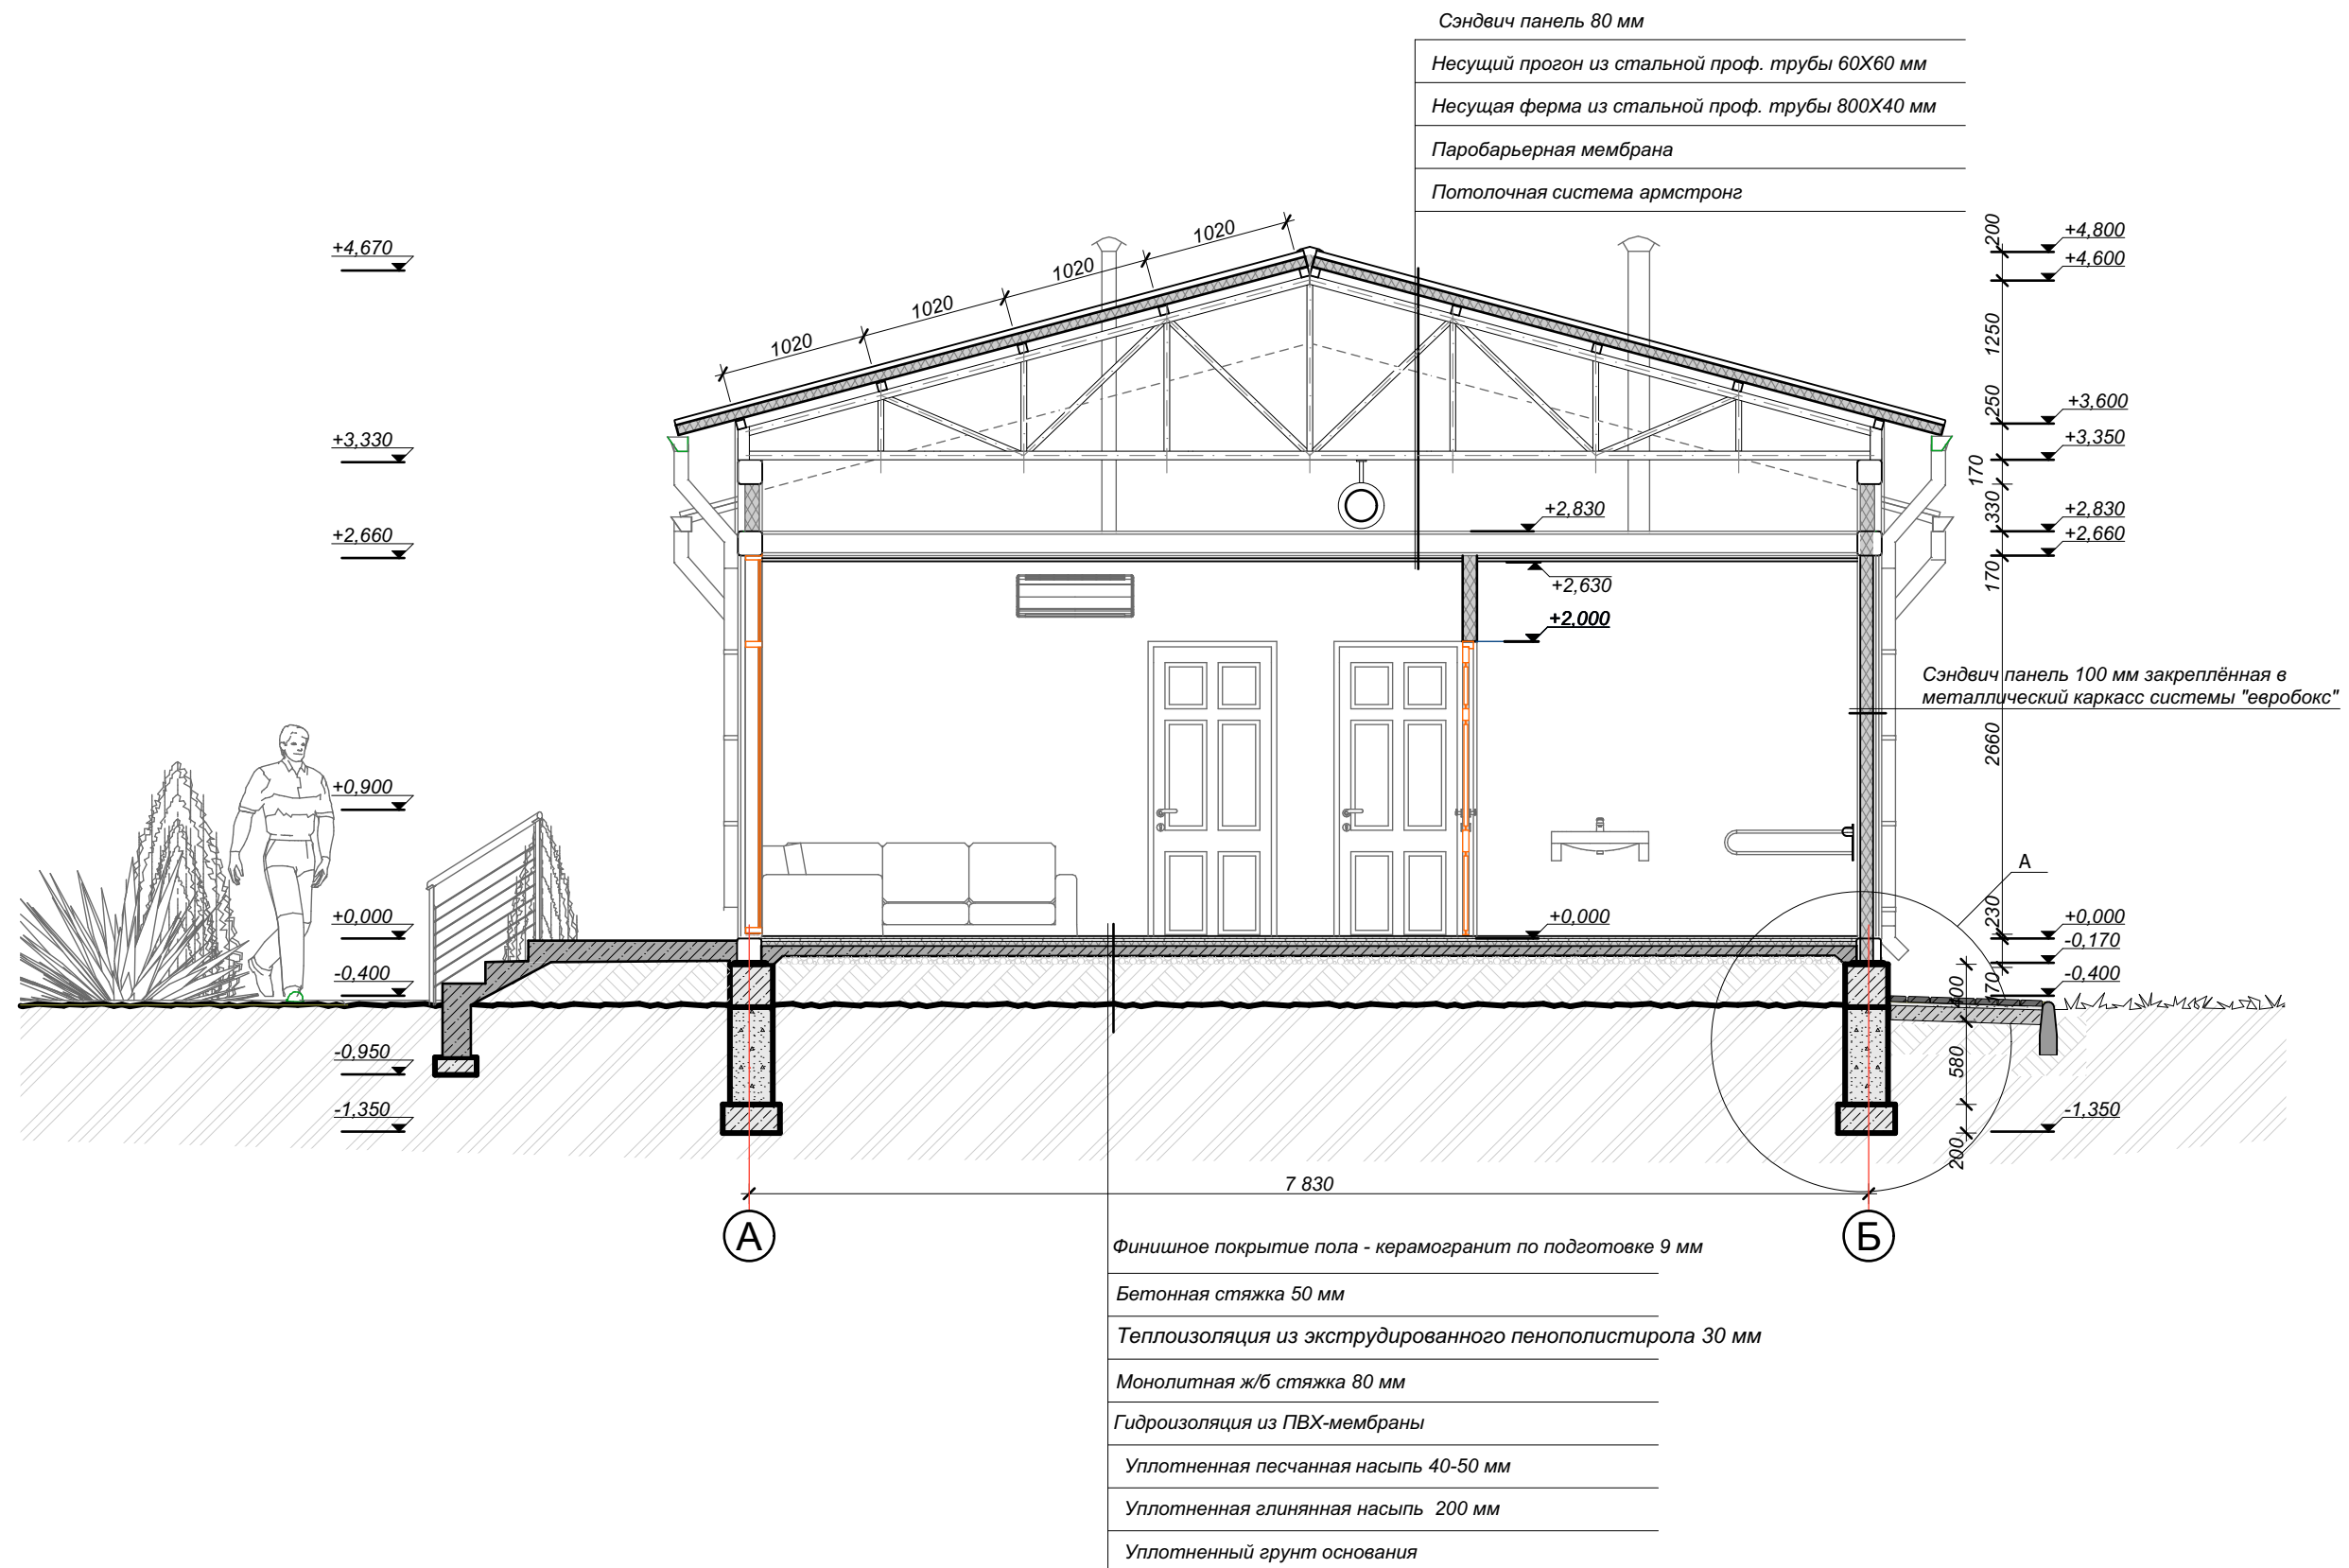 Сэндвич панель 80 мм
Несущий прогон из стальной проф. трубы 60X60 мм
Несущая ферма из стальной проф. трубы 800X40 мм
Паробарьерная мембрана
Потолочная система армстронг
+4,670
+3,330
+2,660
+0,900
+0,000
-0,400
-0,950
-1,350
1020
1020
1020
1020
+2,830
+2,630
+2,000
+0,000
200
1250
250
170
330
170
2660
230
170
400
580
200
+4,800
+4,600
+3,600
+3,350
+2,830
+2,660
Сэндвич панель 100 мм закреплённая в
металлический каркасс системы "евробокс"
А
+0,000
-0,170
-0,400
-1,350
7 830
А
Б
Финишное покрытие пола - керамогранит по подготовке 9 мм
Бетонная стяжка 50 мм
Теплоизоляция из экструдированного пенополистирола 30 мм
Монолитная ж/б стяжка 80 мм
Гидроизоляция из ПВХ-мембраны
Уплотненная песчанная насыпь 40-50 мм
Уплотненная глинянная насыпь 200 мм
Уплотненный грунт основания